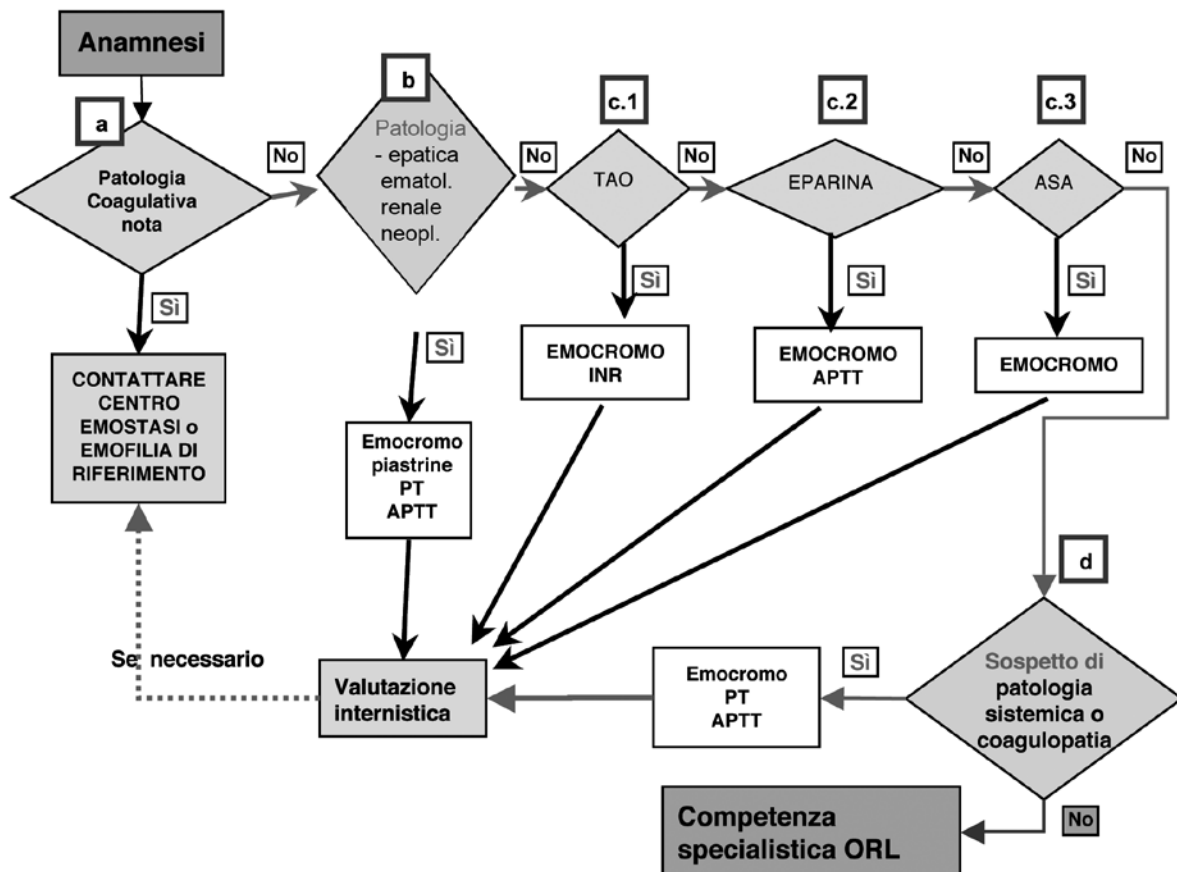 Anamnesi
a
Patologia
Coagulativa
nota
No
Sì
CONTATTARE
CENTRO
EMOSTASI o
EMOFILIA DI
RIFERIMENTO
b
Patologia
- epatica
ematol.
renale
neopl.
No
Sì
Emocromo
piastrine
PT
APTT
c.1
TAO
No
Sì
EMOCROMO
INR
c.2
EPARINA
No
Sì
EMOCROMO
APTT
c.3
ASA
No
Sì
EMOCROMO
d
Sospetto di
patologia
sistemica o
coagulopatia
Sì
Emocromo
PT
APTT
Valutazione
internistica
Se necessario
No
Competenza
specialistica ORL